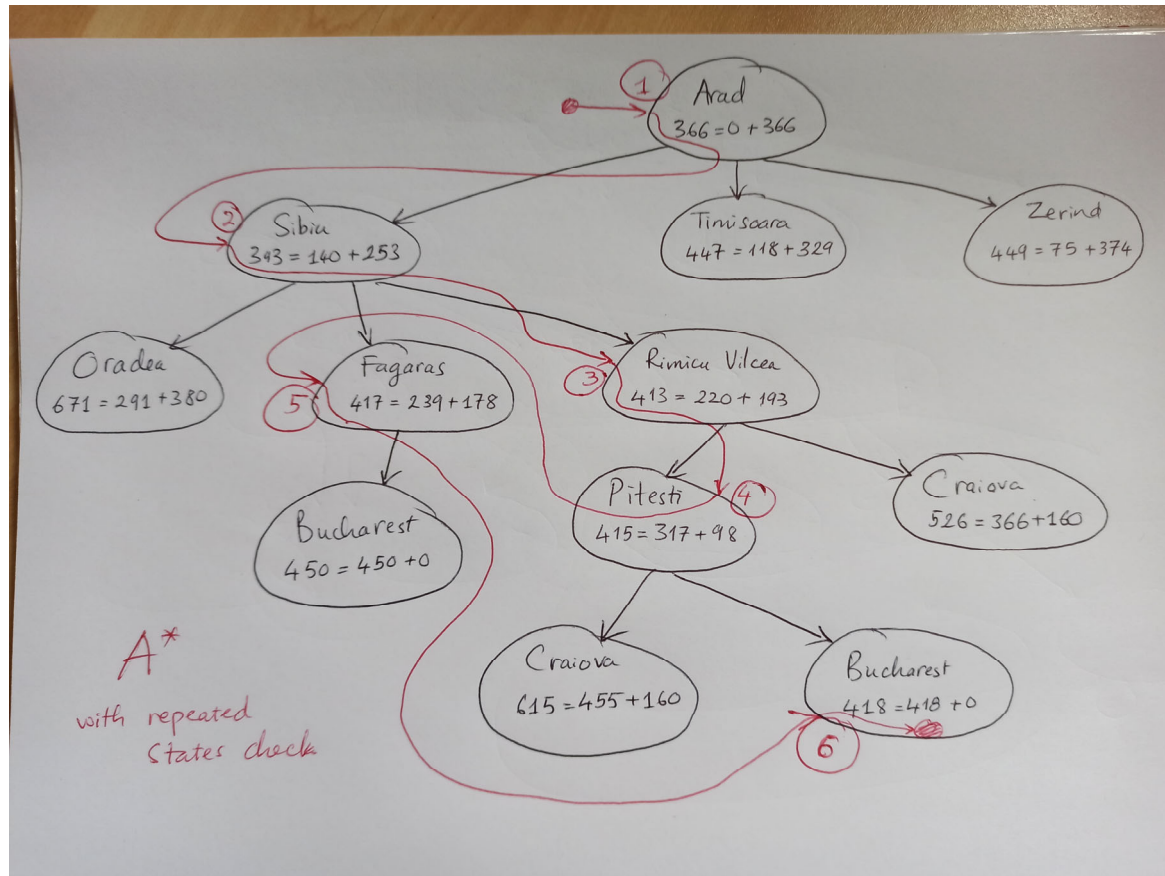 1
Arad
366=0+366
2
Sibiu
393=140+253
Timisoara
447=118+329
Zerind
449=75+374
Oradea
671=291+380
5
Fagaras
417=239+178
3
Rimicu Vilcea
413=220+193
Bucharest
450=450+0
Pitesti
4
415=317+98
Craiova
526=366+160
Craiova
615=455+160
Bucharest
418=418+0
6
A*
with repeated
states check